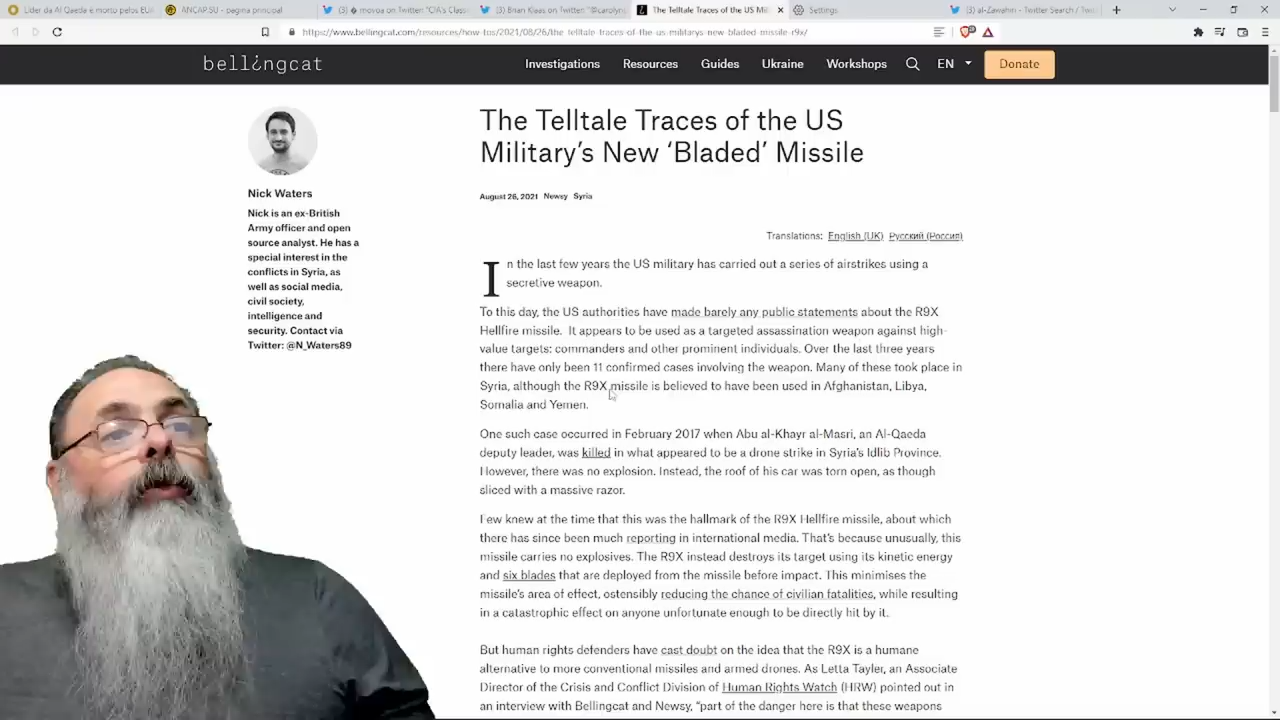 Líder da Al Qaeda é morto pelos EU
ANCAP.SU - página principal
(3) � movoa on Twitter: "CIA's Class
(3) Brian Klaas on Twitter: "@carolync
The Telltale Traces of the US Mi
Settings
(3) al-Zawahiri - Twitter Search / Tw
https://www.bellingcat.com/resources/how-tos/2021/08/26/the-telltale-traces-of-the-us-militarys-new-bladed-missile-r9x/
bellingcat
Investigations
Resources
Guides
Ukraine
Workshops
EN
Donate
The Telltale Traces of the US
Military's New 'Bladed' Missile
August 26, 2021 Newsy Syria
Nick Waters
Nick is an ex-British
Army officer and open
source analyst. He has a
special interest in the
conflicts in Syria, as
well as social media,
civil society,
intelligence and
security. Contact via
Twitter: @N_Waters89
Translations: English (UK) Русский (Россия)
In the last few years the US military has carried out a series of airstrikes using a
secretive weapon.
To this day, the US authorities have made barely any public statements about the R9X
Hellfire missile. It appears to be used as a targeted assassination weapon against high-
value targets: commanders and other prominent individuals. Over the last three years
there have only been 11 confirmed cases involving the weapon. Many of these took place in
Syria, although the R9X missile is believed to have been used in Afghanistan, Libya,
Somalia and Yemen.
One such case occurred in February 2017 when Abu al-Khayr al-Masri, an Al-Qaeda
deputy leader, was killed in what appeared to be a drone strike in Syria's Idlib Province.
However, there was no explosion. Instead, the roof of his car was torn open, as though
sliced with a massive razor.
Few knew at the time that this was the hallmark of the R9X Hellfire missile, about which
there has since been much reporting in international media. That's because unusually, this
missile carries no explosives. The R9X instead destroys its target using its kinetic energy
and six blades that are deployed from the missile before impact. This minimises the
missile's area of effect, ostensibly reducing the chance of civilian fatalities, while resulting
in a catastrophic effect on anyone unfortunate enough to be directly hit by it.
But human rights defenders have cast doubt on the idea that the R9X is a humane
alternative to more conventional missiles and armed drones. As Letta Tayler, an Associate
Director of the Crisis and Conflict Division of Human Rights Watch (HRW) pointed out in
an interview with Bellingcat and Newsy, "part of the danger here is that these weapons